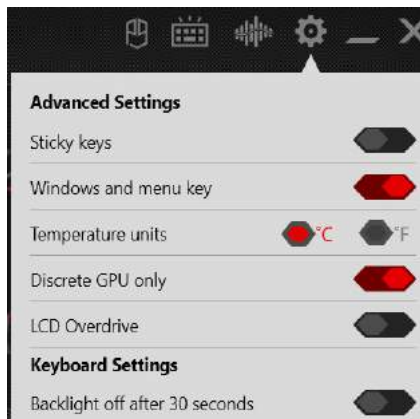 Advanced Settings
Sticky keys
Windows and menu key
Temperature units °C °F
Discrete GPU only
LCD Overdrive
Keyboard Settings
Backlight off after 30 seconds